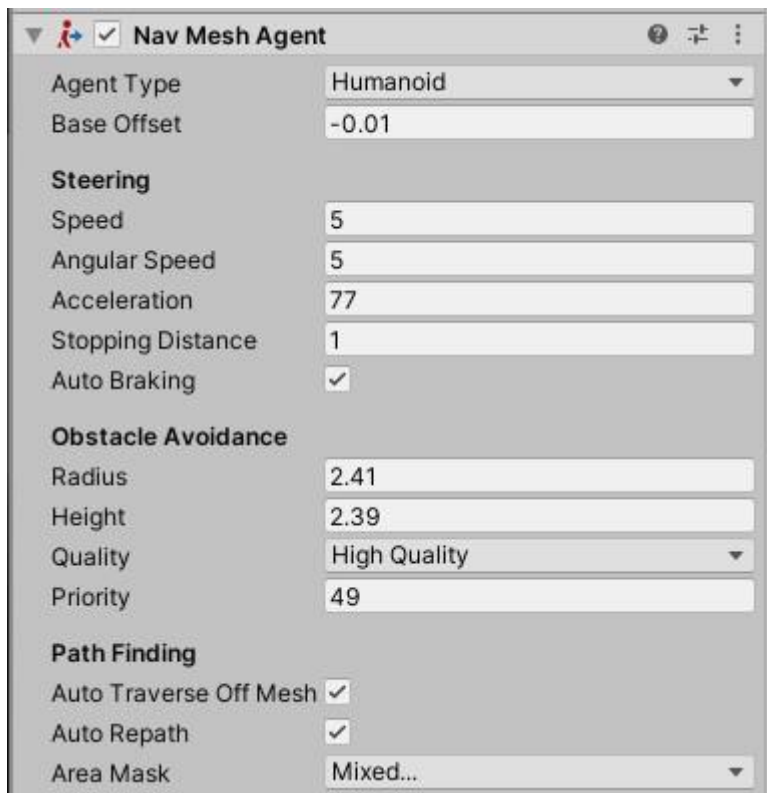 Nav Mesh Agent
Agent Type Humanoid
Base Offset -0.01
Steering
Speed 5
Angular Speed 5
Acceleration 77
Stopping Distance 1
Auto Braking
Obstacle Avoidance
Radius 2.41
Height 2.39
Quality High Quality
Priority 49
Path Finding
Auto Traverse Off Mesh
Auto Repath
Area Mask Mixed...